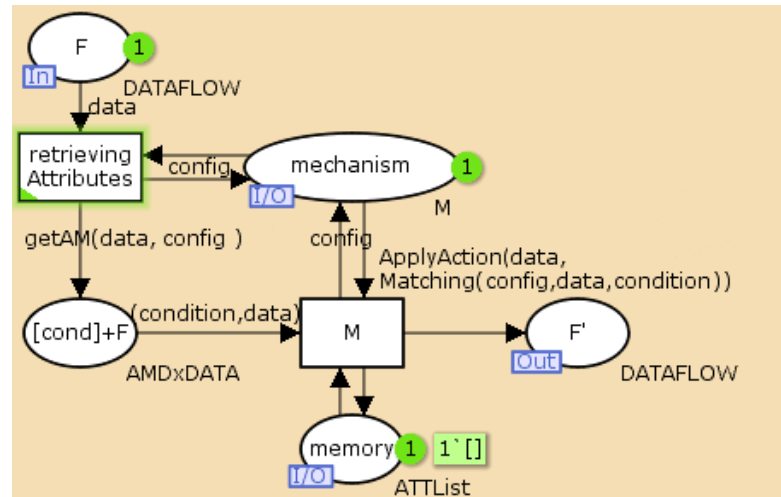 F
1
In
DATAFLOW
data
retrieving
Attributes
config
mechanism
1
I/O
M
getAM(data, config )
config
ApplyAction(data,
Matching(config,data,condition))
[cond]+F
(condition,data)
M
F'
Out
AMDxDATA
DATAFLOW
memory
1
1`[]
I/O
ATTList